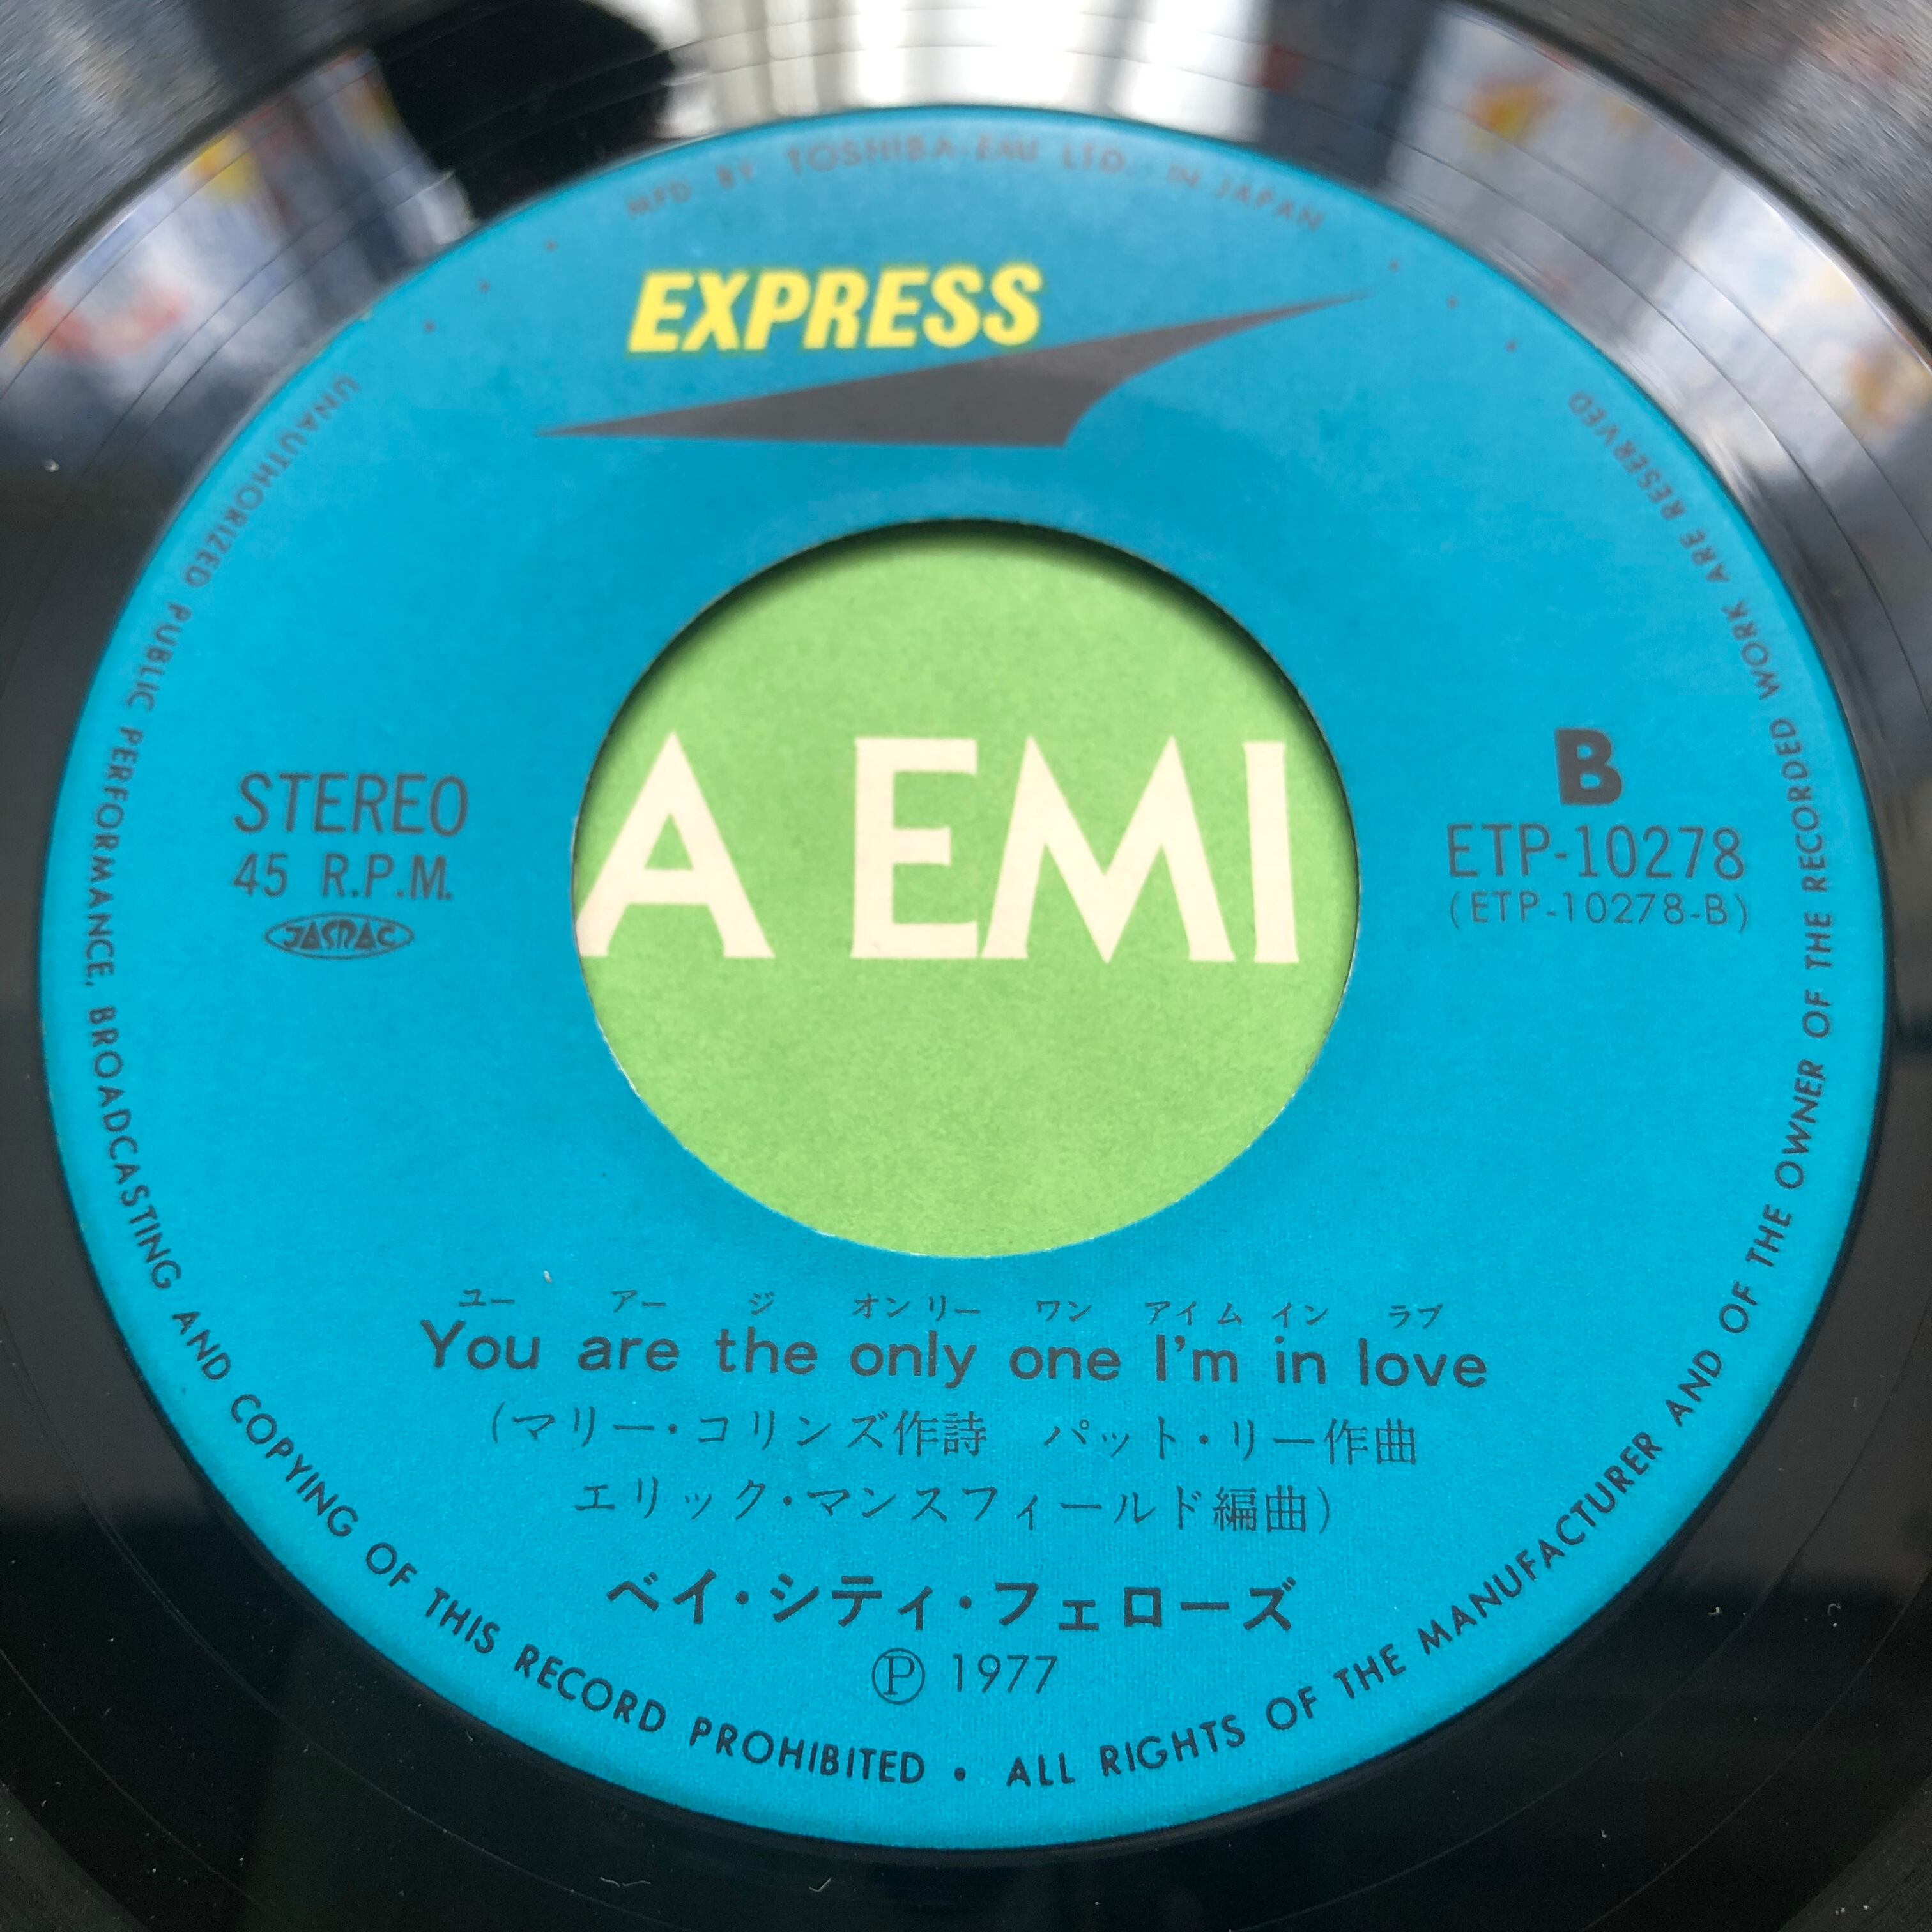 MFD BY TOSHIBA-EMI LTD. IN JAPAN
EXPRESS
A EMI
STEREO
45 R.P.M.
JASRAC
B
ETP-10278
(ETP-10278-B)
ユー アー ジ オンリー ワン アイム イン ラブ
You are the only one I'm in love
(マリー・コリンズ作詩 パット・リー作曲
エリック・マンスフィールド編曲)
ベイ・シティ・フェローズ
Ⓟ 1977
UNAUTHORIZED PUBLIC PERFORMANCE, BROADCASTING AND COPYING OF THIS RECORD PROHIBITED • ALL RIGHTS OF THE MANUFACTURER AND OF THE OWNER OF THE RECORDED WORK ARE RESERVED